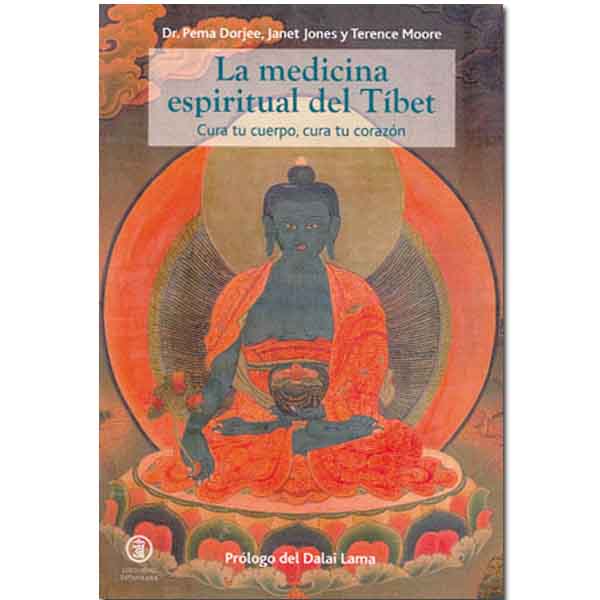 Dr. Pema Dorjee, Janet Jones y Terence Moore
La medicina
espiritual del Tíbet
Cura tu cuerpo, cura tu corazón
Prólogo del Dalai Lama